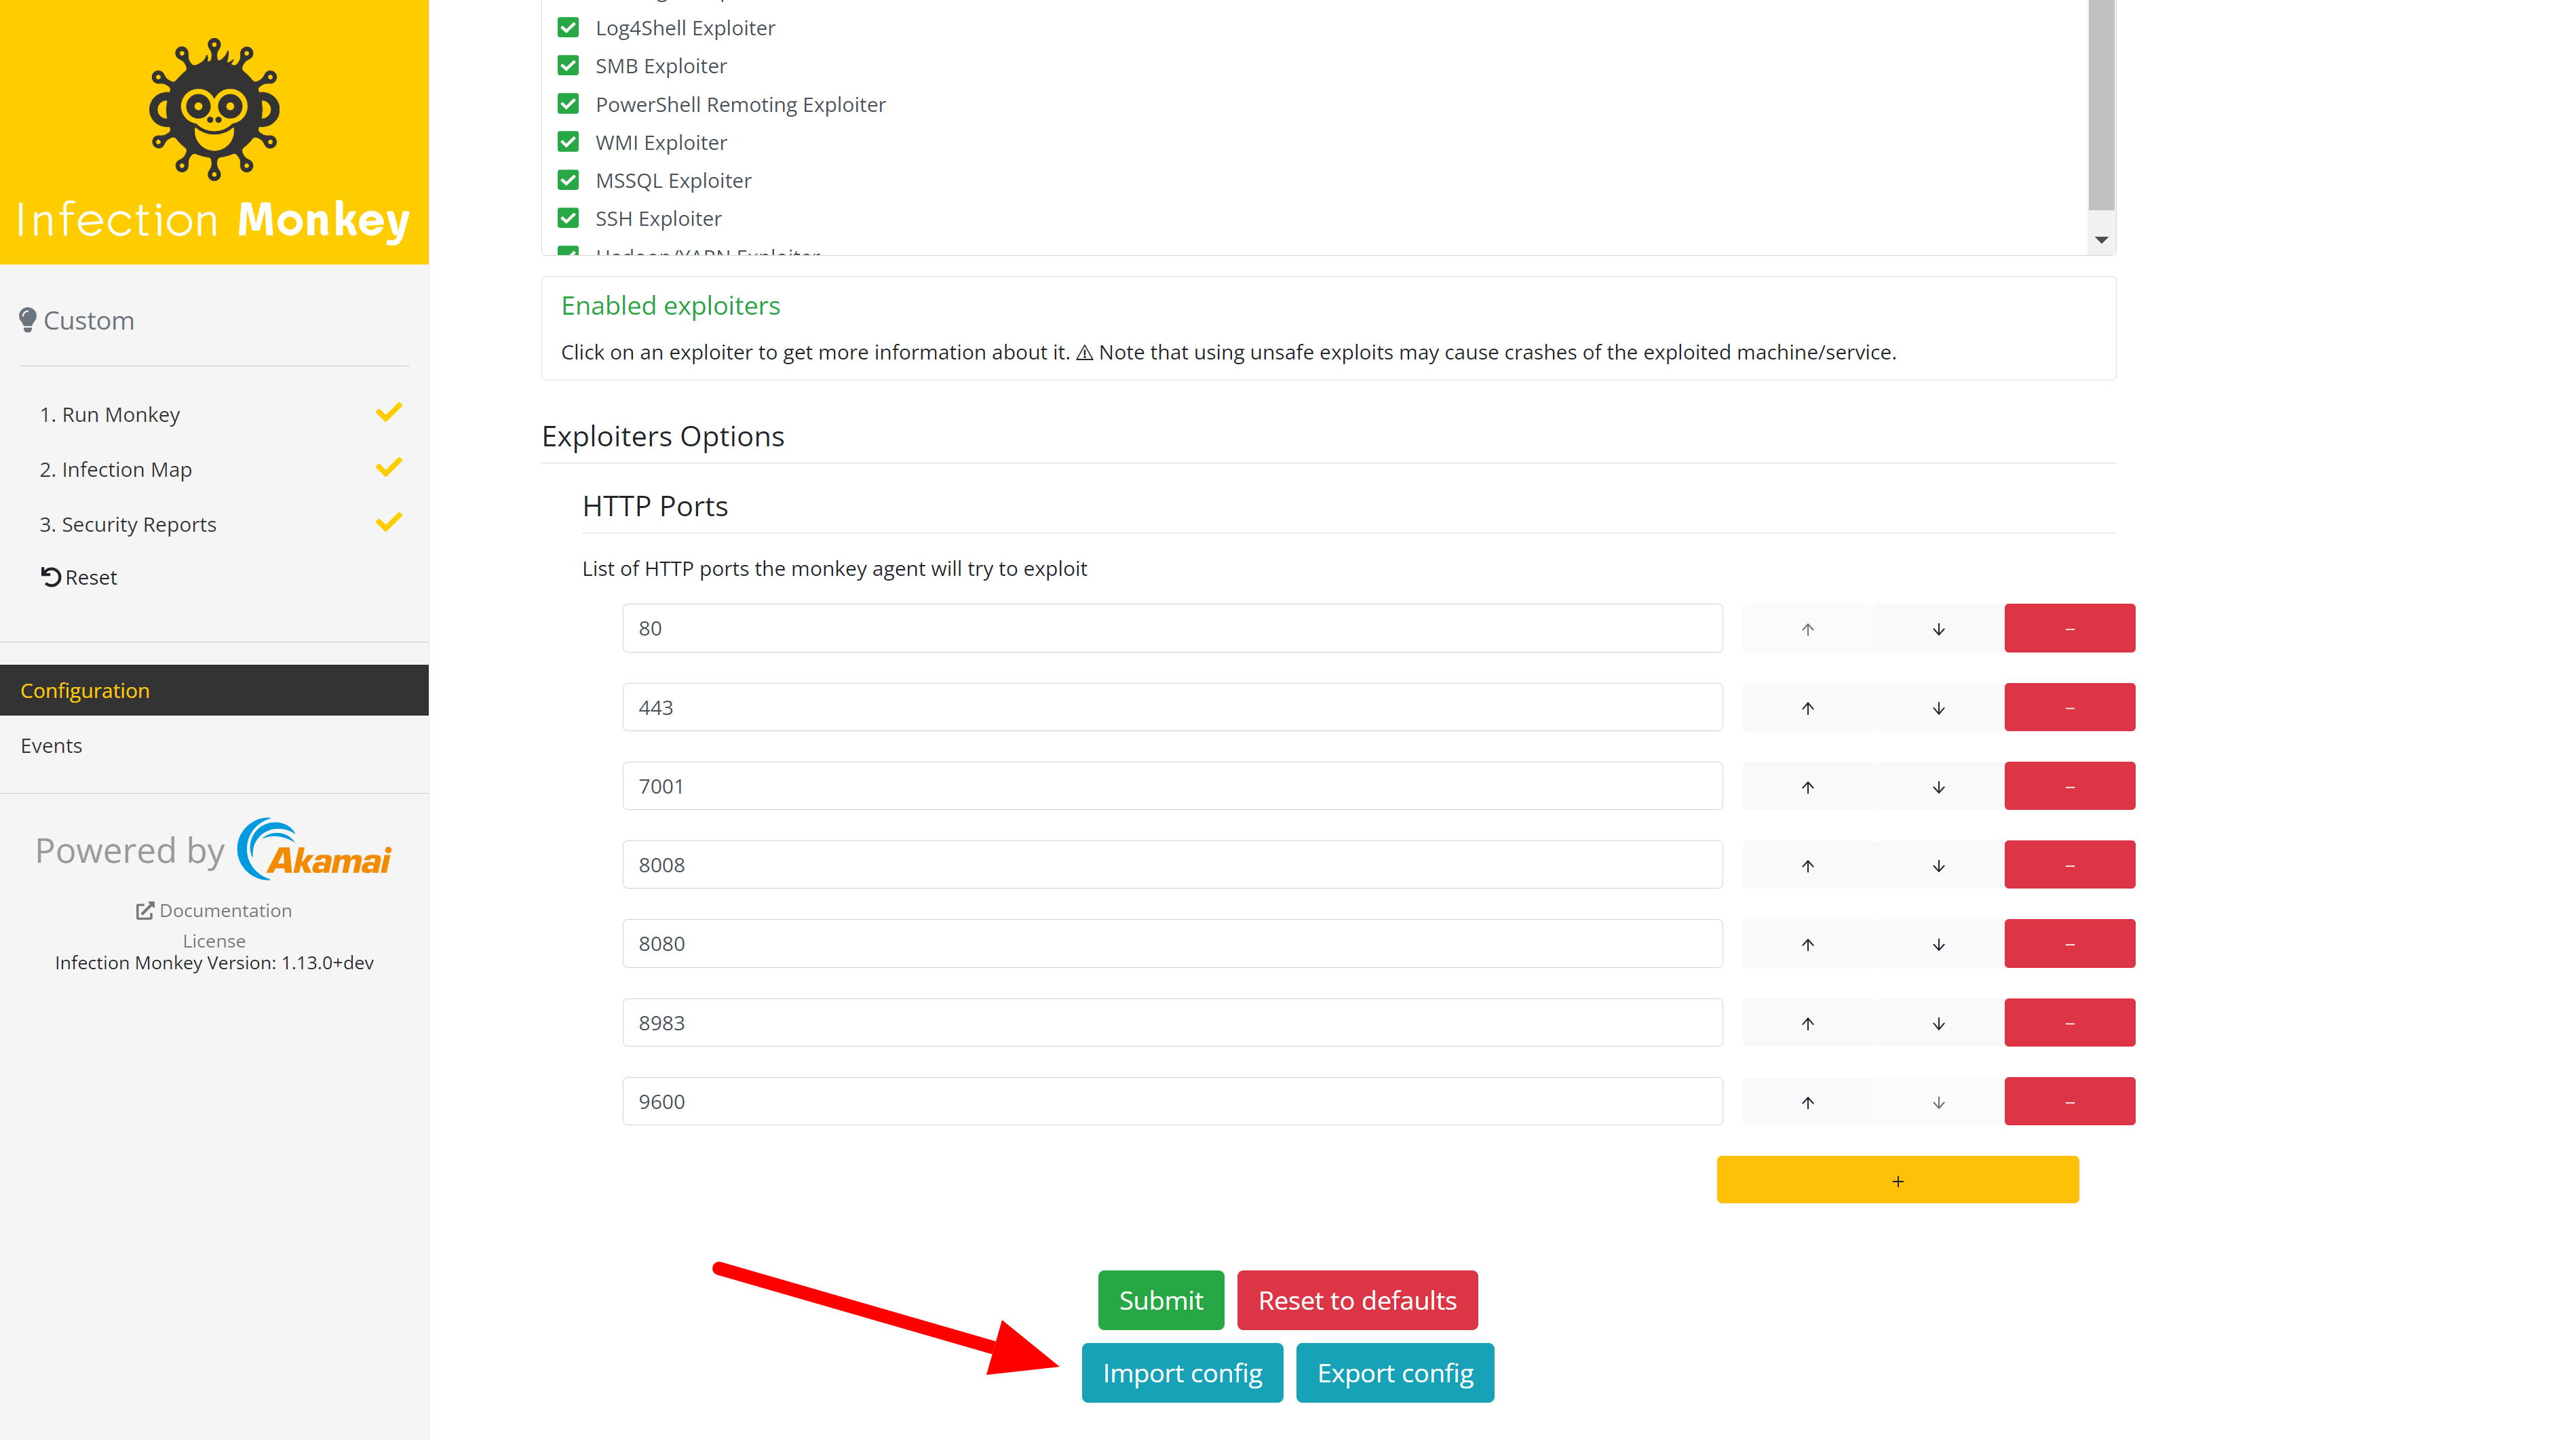 Infection Monkey
Custom
1. Run Monkey
2. Infection Map
3. Security Reports
Reset
Configuration
Events
Powered by Akamai
Documentation
License
Infection Monkey Version: 1.13.0+dev
Log4Shell Exploiter
SMB Exploiter
PowerShell Remoting Exploiter
WMI Exploiter
MSSQL Exploiter
SSH Exploiter
Hadoop/YARN Exploiter
Enabled exploiters
Click on an exploiter to get more information about it. ⚠ Note that using unsafe exploits may cause crashes of the exploited machine/service.
Exploiters Options
HTTP Ports
List of HTTP ports the monkey agent will try to exploit
80
443
7001
8008
8080
8983
9600
+
Submit Reset to defaults
Import config Export config